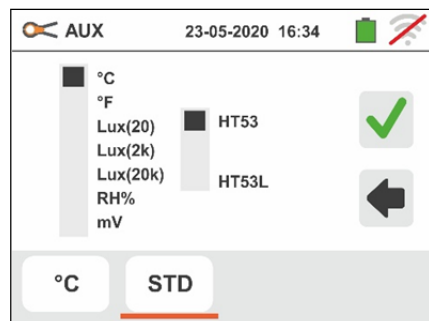 AUX 23-05-2020 16:34
°C
°F
Lux(20)
Lux(2k)
Lux(20k)
RH%
mV
HT53
HT53L
°C STD